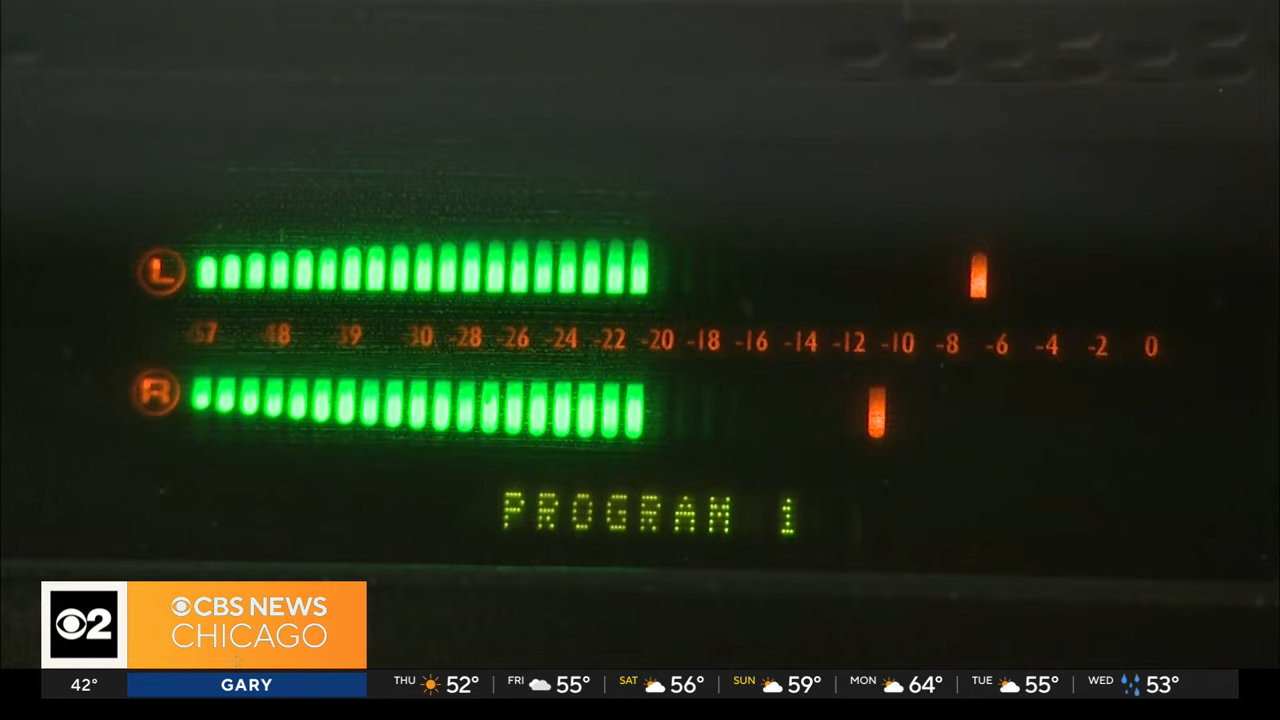 L
-57 -48 -39 -30 -28 -26 -24 -22 -20 -18 -16 -14 -12 -10 -8 -6 -4 -2 0
R
PROGRAM 1
2 CBS NEWS
CHICAGO
42° GARY THU 52° FRI 55° SAT 56° SUN 59° MON 64° TUE 55° WED 53°